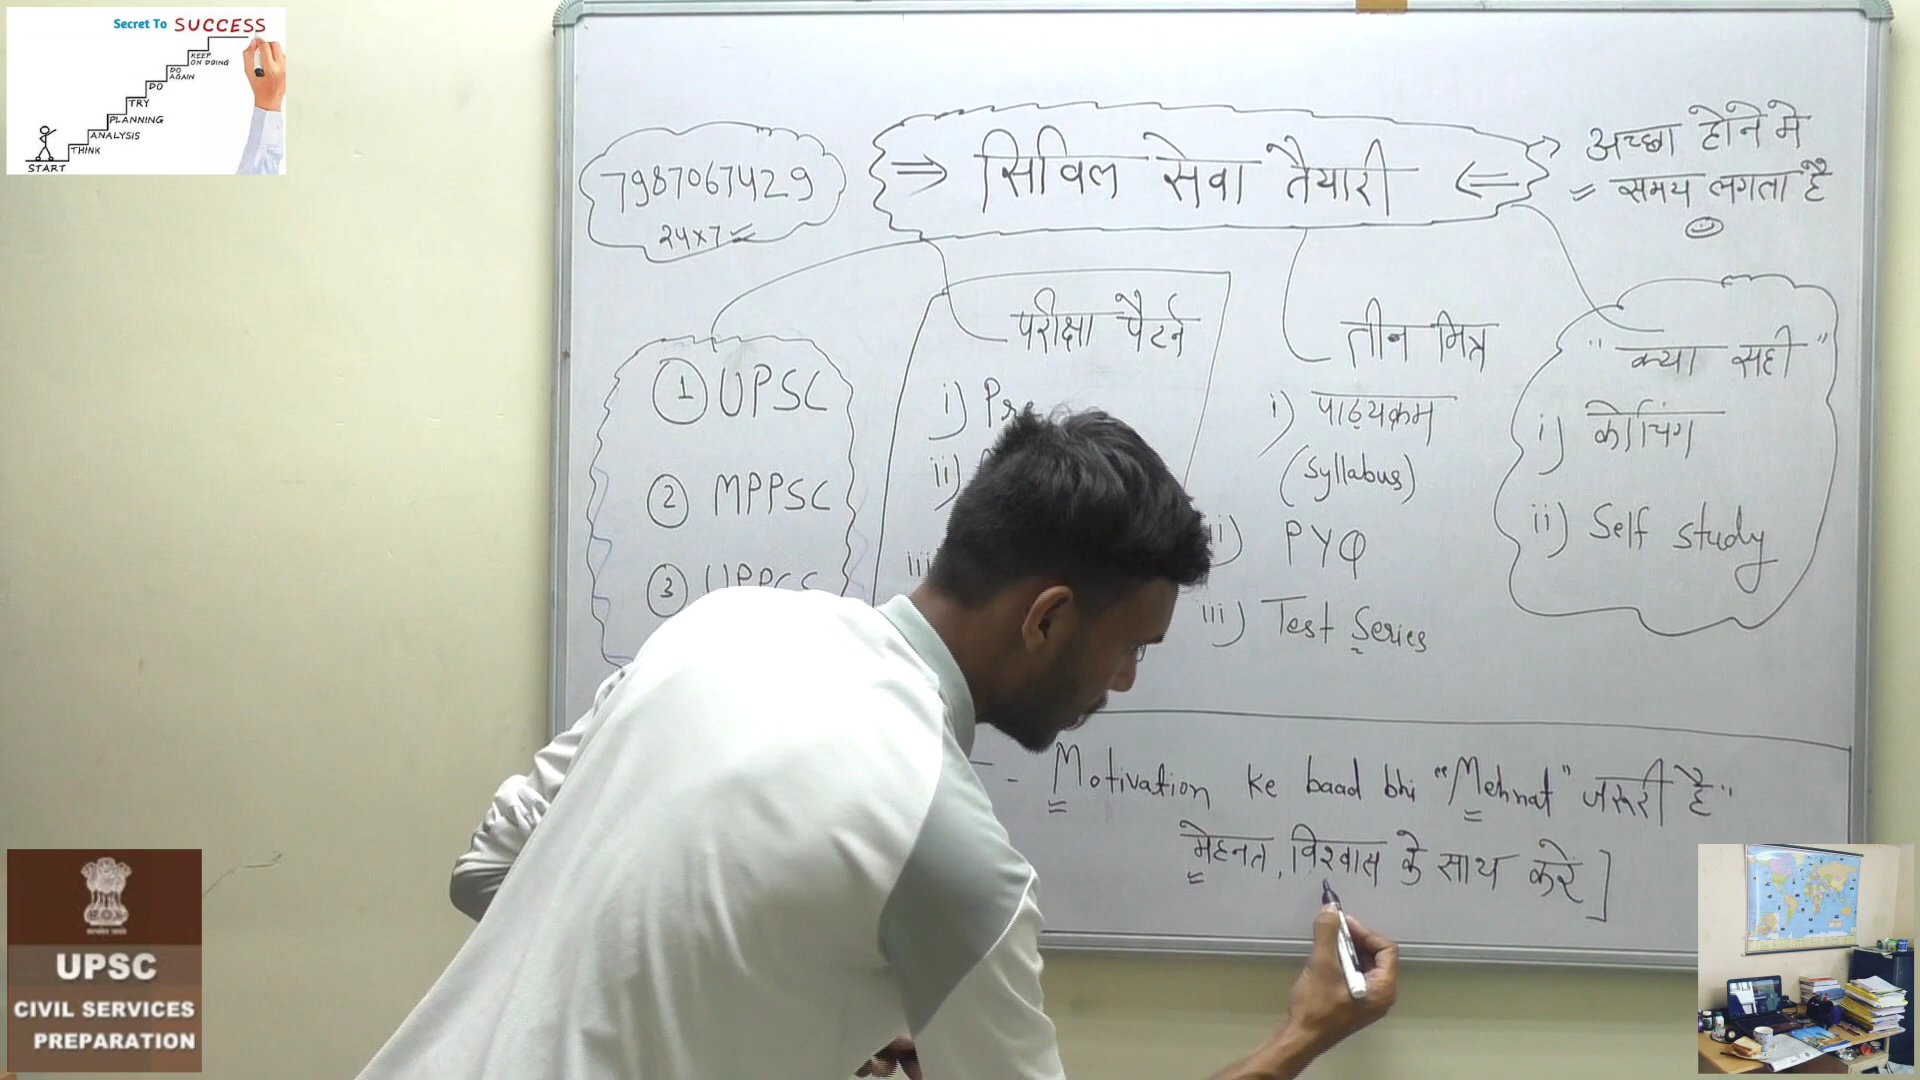 Secret To SUCCESS
KEEP
ON DOING
DO
AGAIN
DO
TRY
PLANNING
ANALYSIS
THINK
START
7987067429
24x7
⇒ सिविल सेवा तैयारी ⇐
अच्छा होने मे
समय लगता है
1 UPSC
2 MPPSC
3 UPPCS
परीक्षा पैटर्न
i) Pre
ii)
iii
तीन मित्र
i) पाठ्यक्रम
(Syllabus)
ii) PYQ
iii) Test Series
"क्या सही"
i) कोचिंग
ii) Self study
- Motivation ke baad bhi "Mehnat" जरूरी है"
मेहनत, विश्वास के साथ करे]
UPSC
CIVIL SERVICES
PREPARATION